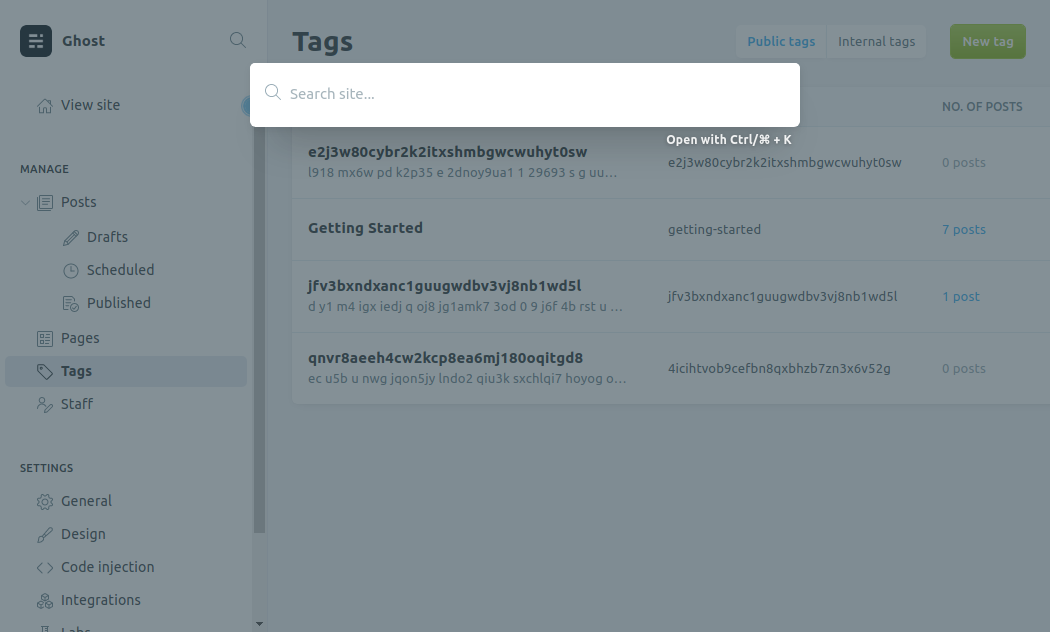 Ghost
View site
MANAGE
Posts
Drafts
Scheduled
Published
Pages
Tags
Staff
SETTINGS
General
Design
Code injection
Integrations
Labs
Tags
Public tags
Internal tags
New tag
Search site...
Open with Ctrl/⌘ + K
NO. OF POSTS
e2j3w80cybr2k2itxshmbgwcwuhyt0sw
l918 mx6w pd k2p35 e 2dnoy9ua1 1 29693 s g uu…
e2j3w80cybr2k2itxshmbgwcwuhyt0sw
0 posts
Getting Started
getting-started
7 posts
jfv3bxndxanc1guugwdbv3vj8nb1wd5l
d y1 m4 igx iedj q oj8 jg1amk7 3od 0 9 j6f 4b rst u …
jfv3bxndxanc1guugwdbv3vj8nb1wd5l
1 post
qnvr8aeeh4cw2kcp8ea6mj180oqitgd8
ec u5b u nwg jqon5jy lndo2 qiu3k sxchlqi7 hoyog o…
4icihtvob9cefbn8qxbhzb7zn3x6v52g
0 posts